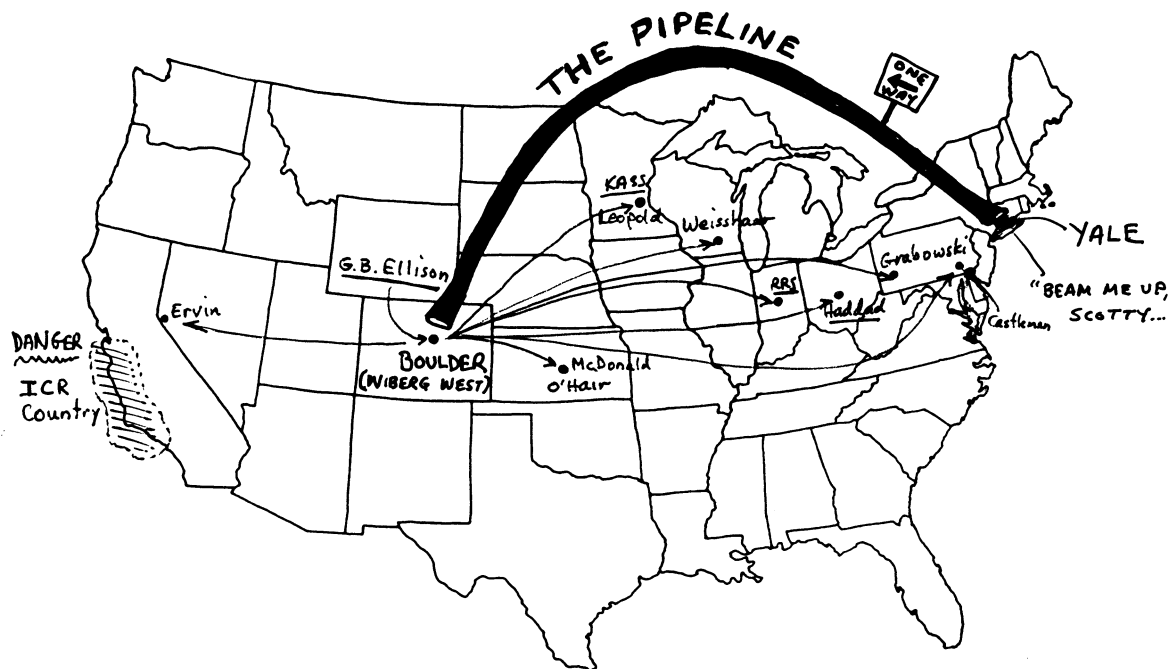 THE PIPELINE
ONE
WAY
KASS
Leopold
Weisshaar
YALE
Grabowski
G.B. Ellison
RRS
"BEAM ME UP,
SCOTTY...
Ervin
Haddad
Castleman
DANGER
BOULDER
(WIBERG WEST)
McDonald
O'Hair
ICR
Country